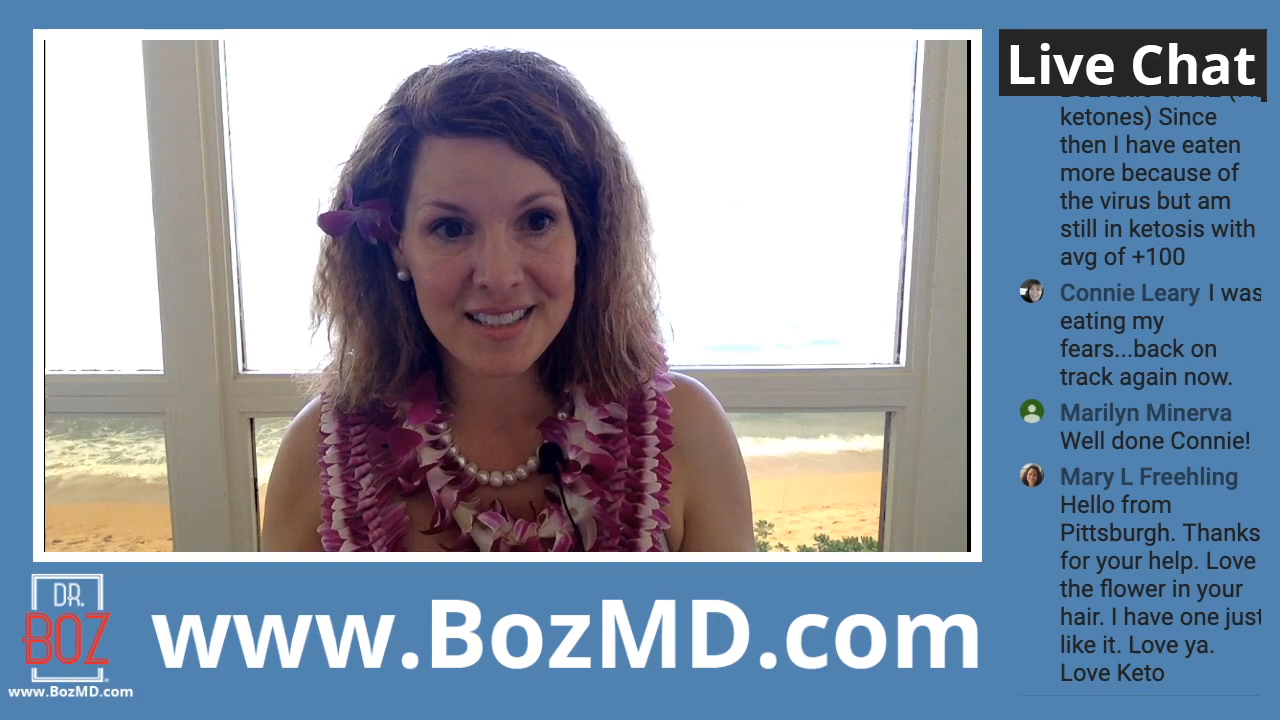 Live Chat
ketones) Since
then I have eaten
more because of
the virus but am
still in ketosis with
avg of +100
Connie Leary I was
eating my
fears...back on
track again now.
Marilyn Minerva
Well done Connie!
Mary L Freehling
Hello from
Pittsburgh. Thanks
for your help. Love
the flower in your
hair. I have one just
like it. Love ya.
Love Keto
DR.
BOZ
www.BozMD.com
www.BozMD.com